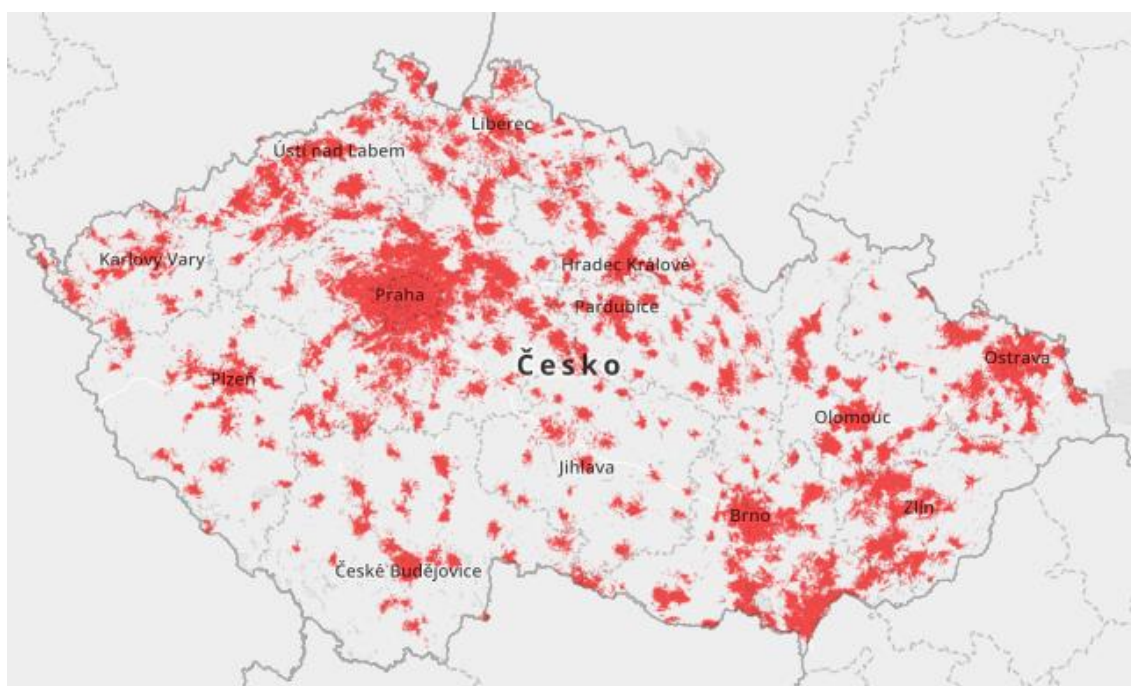 Liberec
Ústí nad Labem
Karlovy Vary
Hradec Králové
Praha
Pardubice
Česko
Ostrava
Plzeň
Olomouc
Jihlava
Zlín
Brno
České Budějovice